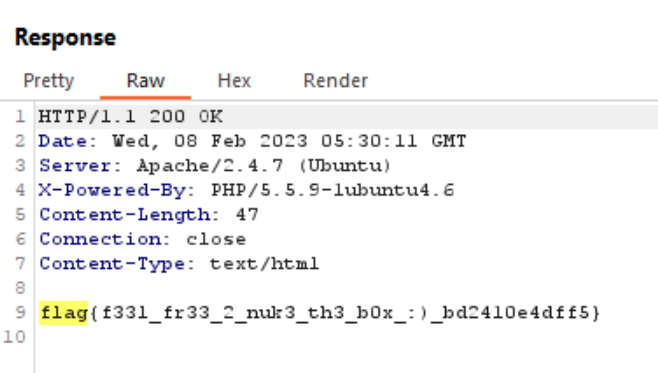 Response
Pretty Raw Hex Render
1 HTTP/1.1 200 OK
2 Date: Wed, 08 Feb 2023 05:30:11 GMT
3 Server: Apache/2.4.7 (Ubuntu)
4 X-Powered-By: PHP/5.5.9-1ubuntu4.6
5 Content-Length: 47
6 Connection: close
7 Content-Type: text/html
8
9 flag{f33l_fr33_2_nuk3_th3_b0x_:)_bd2410e4dff5}
10